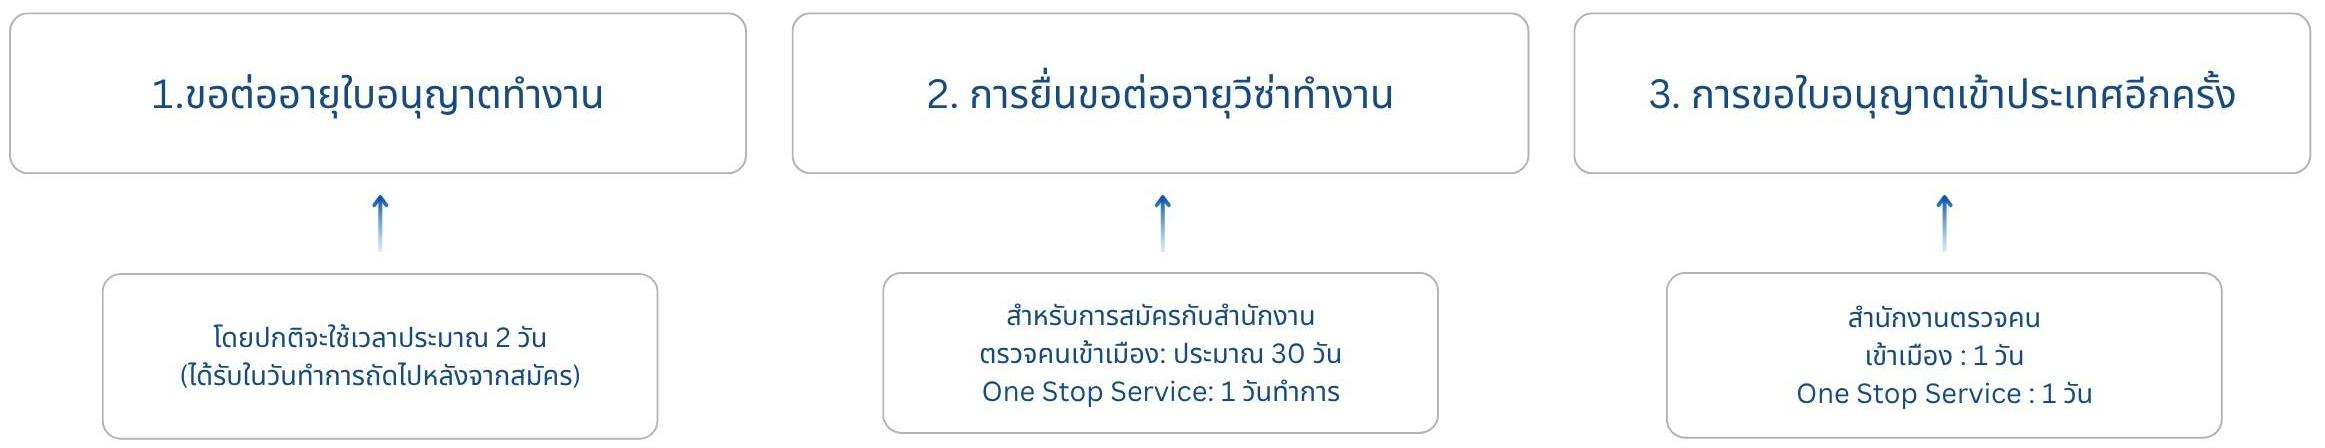 1.ขอต่ออายุใบอนุญาตทำงาน
2. การยื่นขอต่ออายุวีซ่าทำงาน
3. การขอใบอนุญาตเข้าประเทศอีกครั้ง
โดยปกติจะใช้เวลาประมาณ 2 วัน
(ได้รับในวันทำการถัดไปหลังจากสมัคร)
สำหรับการสมัครกับสำนักงาน
ตรวจคนเข้าเมือง: ประมาณ 30 วัน
One Stop Service: 1 วันทำการ
สำนักงานตรวจคน
เข้าเมือง : 1 วัน
One Stop Service : 1 วัน